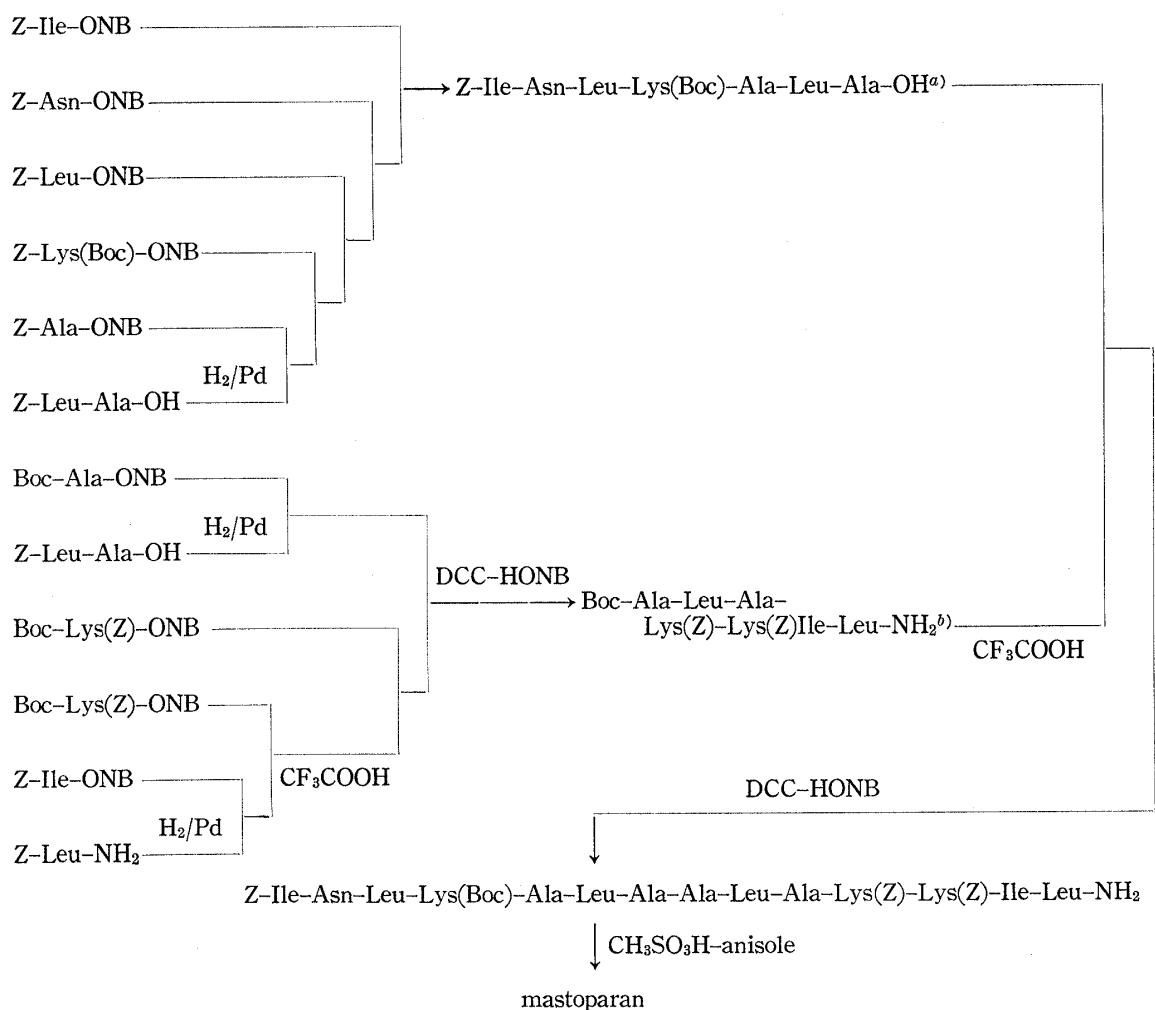 Z–Ile–ONB
Z–Ile–Asn–Leu–Lys(Boc)–Ala–Leu–Ala–OHᵃ⁾
Z–Asn–ONB
Z–Leu–ONB
Z–Lys(Boc)–ONB
Z–Ala–ONB
H₂/Pd
Z–Leu–Ala–OH
Boc–Ala–ONB
H₂/Pd
Z–Leu–Ala–OH
DCC–HONB
Boc–Ala–Leu–Ala–
Lys(Z)–Lys(Z)Ile–Leu–NH₂ᵇ⁾
CF₃COOH
Boc–Lys(Z)–ONB
Boc–Lys(Z)–ONB
CF₃COOH
Z–Ile–ONB
H₂/Pd
Z–Leu–NH₂
DCC–HONB
Z–Ile–Asn–Leu–Lys(Boc)–Ala–Leu–Ala–Ala–Leu–Ala–Lys(Z)–Lys(Z)–Ile–Leu–NH₂
CH₃SO₃H–anisole
mastoparan